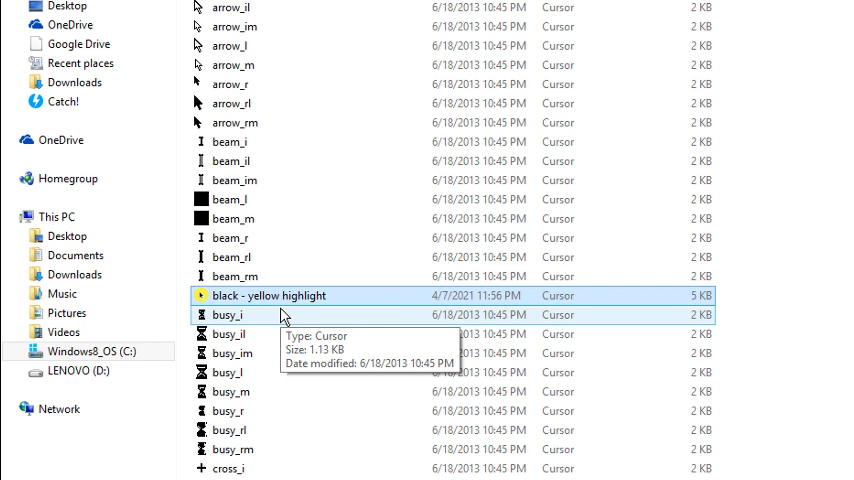 Desktop
OneDrive
Google Drive
Recent places
Downloads
Catch!
OneDrive
Homegroup
This PC
Desktop
Documents
Downloads
Music
Pictures
Videos
Windows8_OS (C:)
LENOVO (D:)
Network
arrow_il 6/18/2013 10:45 PM Cursor 2 KB
arrow_im 6/18/2013 10:45 PM Cursor 2 KB
arrow_l 6/18/2013 10:45 PM Cursor 2 KB
arrow_m 6/18/2013 10:45 PM Cursor 2 KB
arrow_r 6/18/2013 10:45 PM Cursor 2 KB
arrow_rl 6/18/2013 10:45 PM Cursor 2 KB
arrow_rm 6/18/2013 10:45 PM Cursor 2 KB
beam_i 6/18/2013 10:45 PM Cursor 2 KB
beam_il 6/18/2013 10:45 PM Cursor 2 KB
beam_im 6/18/2013 10:45 PM Cursor 2 KB
beam_l 6/18/2013 10:45 PM Cursor 2 KB
beam_m 6/18/2013 10:45 PM Cursor 2 KB
beam_r 6/18/2013 10:45 PM Cursor 2 KB
beam_rl 6/18/2013 10:45 PM Cursor 2 KB
beam_rm 6/18/2013 10:45 PM Cursor 2 KB
black - yellow highlight 4/7/2021 11:56 PM Cursor 5 KB
busy_i 6/18/2013 10:45 PM Cursor 2 KB
busy_il 6/18/2013 10:45 PM Cursor 2 KB
busy_im 6/18/2013 10:45 PM Cursor 2 KB
busy_l 6/18/2013 10:45 PM Cursor 2 KB
busy_m 6/18/2013 10:45 PM Cursor 2 KB
busy_r 6/18/2013 10:45 PM Cursor 2 KB
busy_rl 6/18/2013 10:45 PM Cursor 2 KB
busy_rm 6/18/2013 10:45 PM Cursor 2 KB
cross_i 6/18/2013 10:45 PM Cursor 2 KB
Type: Cursor
Size: 1.13 KB
Date modified: 6/18/2013 10:45 PM